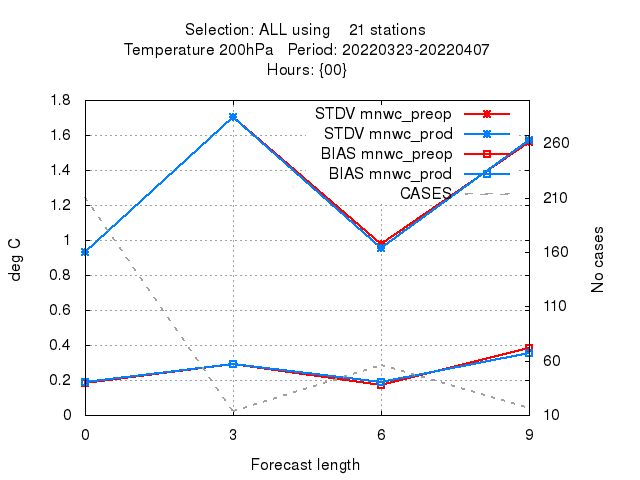 Selection: ALL using 21 stations
Temperature 200hPa Period: 20220323-20220407
Hours: {00}
STDV mnwc_preop
STDV mnwc_prod
BIAS mnwc_preop
BIAS mnwc_prod
CASES
deg C
1.8
1.6
1.4
1.2
1
0.8
0.6
0.4
0.2
0
No cases
260
210
160
110
60
10
0 3 6 9
Forecast length